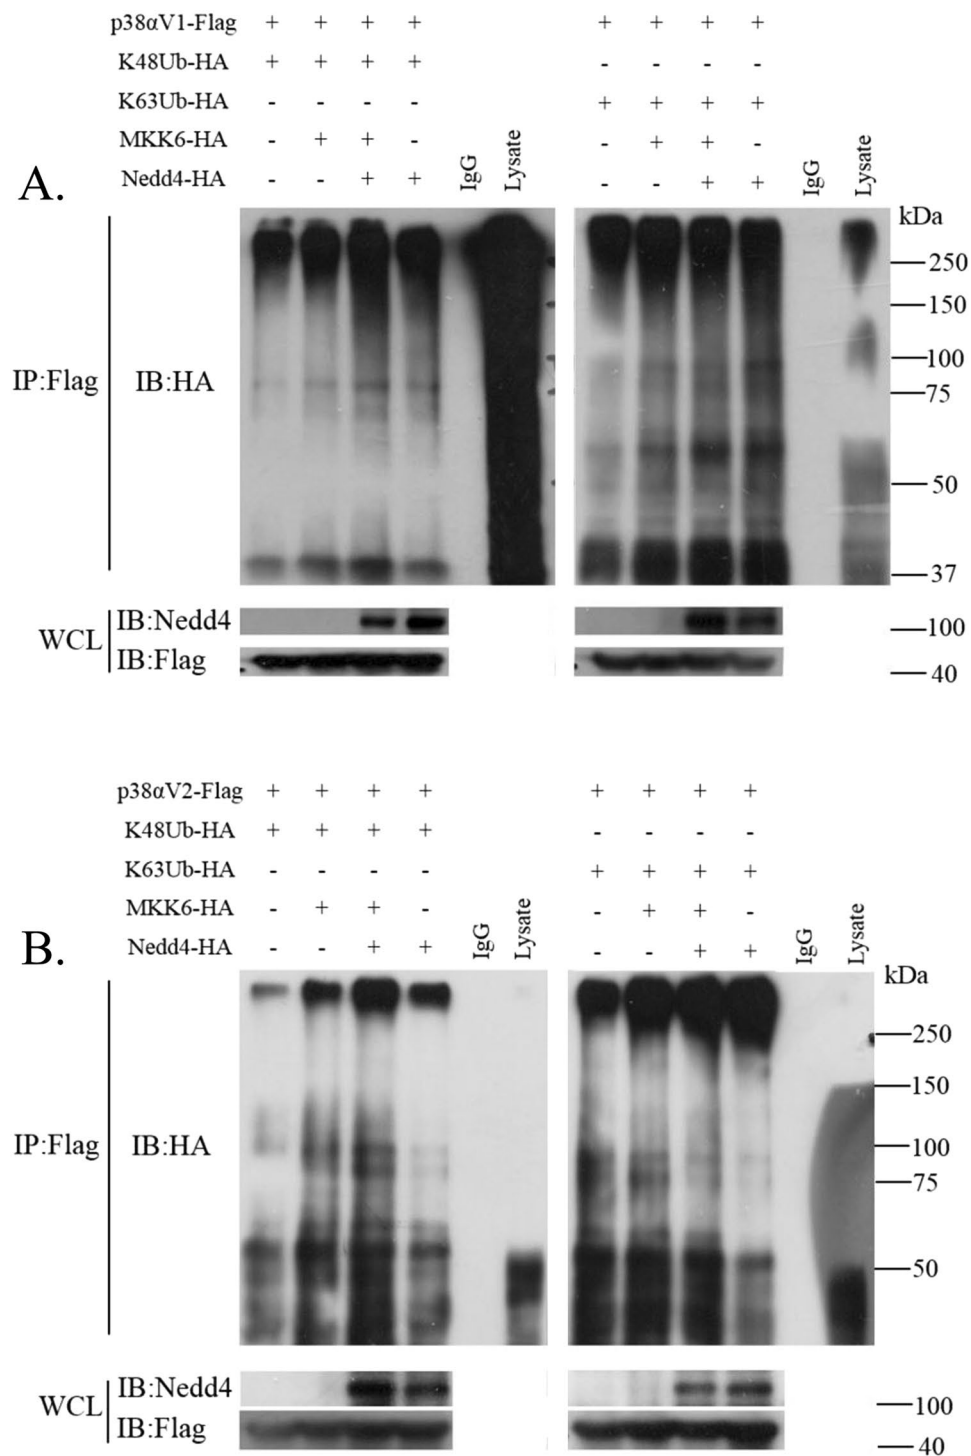 p38αV1-Flag + + + + + + + +
K48Ub-HA + + + + - - - -
K63Ub-HA - - - - + + + +
MKK6-HA - + + - - + + -
Nedd4-HA - - + + IgG Lysate - - + + IgG Lysate
A.
kDa
250
150
100
75
50
37
IP:Flag IB:HA
WCL IB:Nedd4 100
IB:Flag 40
p38αV2-Flag + + + + + + + +
K48Ub-HA + + + + - - - -
K63Ub-HA - - - - + + + +
MKK6-HA - + + - - + + -
Nedd4-HA - - + + IgG Lysate - - + + IgG Lysate
B.
kDa
250
150
100
75
50
IP:Flag IB:HA
WCL IB:Nedd4 100
IB:Flag 40